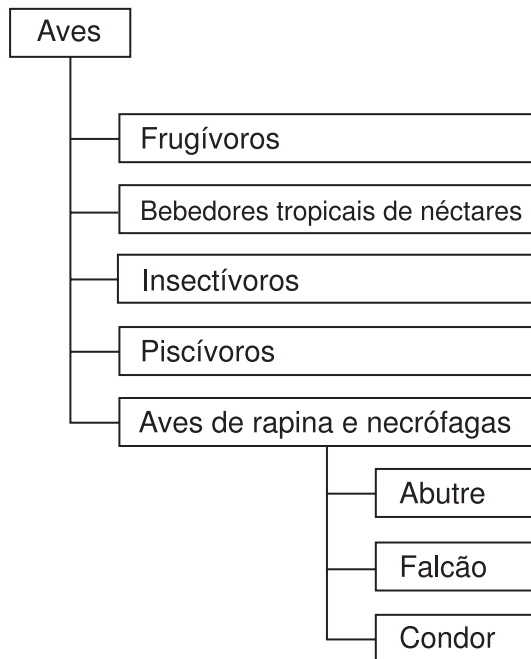 Aves
Frugívoros
Bebedores tropicais de néctares
Insectívoros
Piscívoros
Aves de rapina e necrófagas
Abutre
Falcão
Condor